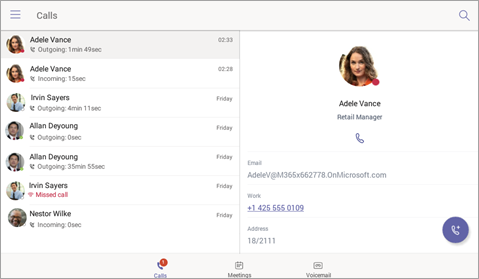 Calls
Adele Vance 02:33
Outgoing: 1min 49sec
Adele Vance 02:28
Incoming: 15sec
Irvin Sayers Friday
Outgoing: 4min 11sec
Allan Deyoung Friday
Outgoing: 0sec
Allan Deyoung Friday
Outgoing: 35min 55sec
Irvin Sayers Friday
Missed call
Nestor Wilke Friday
Incoming: 0sec
Adele Vance
Retail Manager
Email
AdeleV@M365x662778.OnMicrosoft.com
Work
+1 425 555 0109
Address
18/2111
1
Calls
Meetings
Voicemail